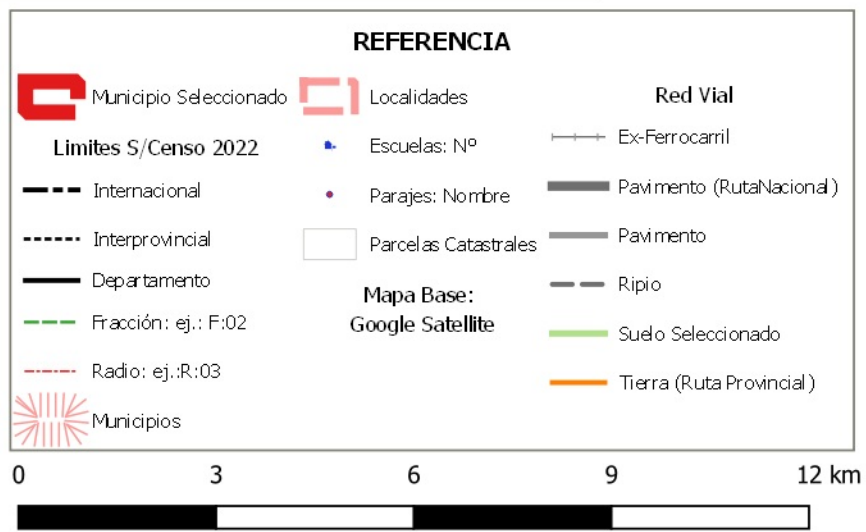 REFERENCIA
Municipio Seleccionado
Limites S/Censo 2022
Internacional
Interprovincial
Departamento
Fracción: ej.: F:02
Radio: ej.:R:03
Municipios
Localidades
Escuelas: Nº
Parajes: Nombre
Parcelas Catastrales
Mapa Base:
Google Satellite
Red Vial
Ex-Ferrocarril
Pavimento (RutaNacional)
Pavimento
Ripio
Suelo Seleccionado
Tierra (Ruta Provincial)
0 3 6 9 12 km